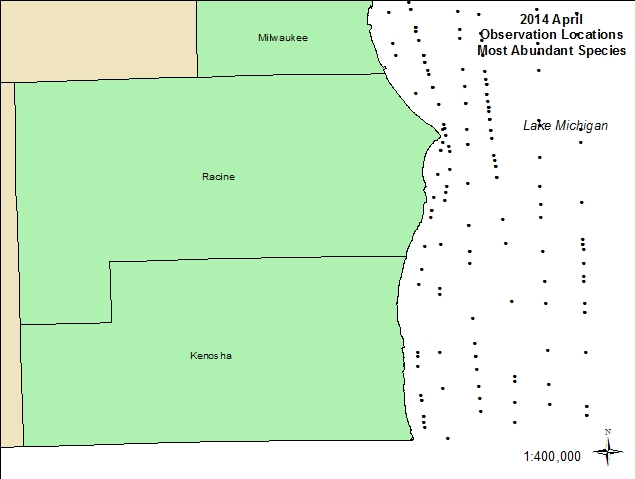 2014 April
Observation Locations
Most Abundant Species
Milwaukee
Lake Michigan
Racine
Kenosha
N
1:400,000